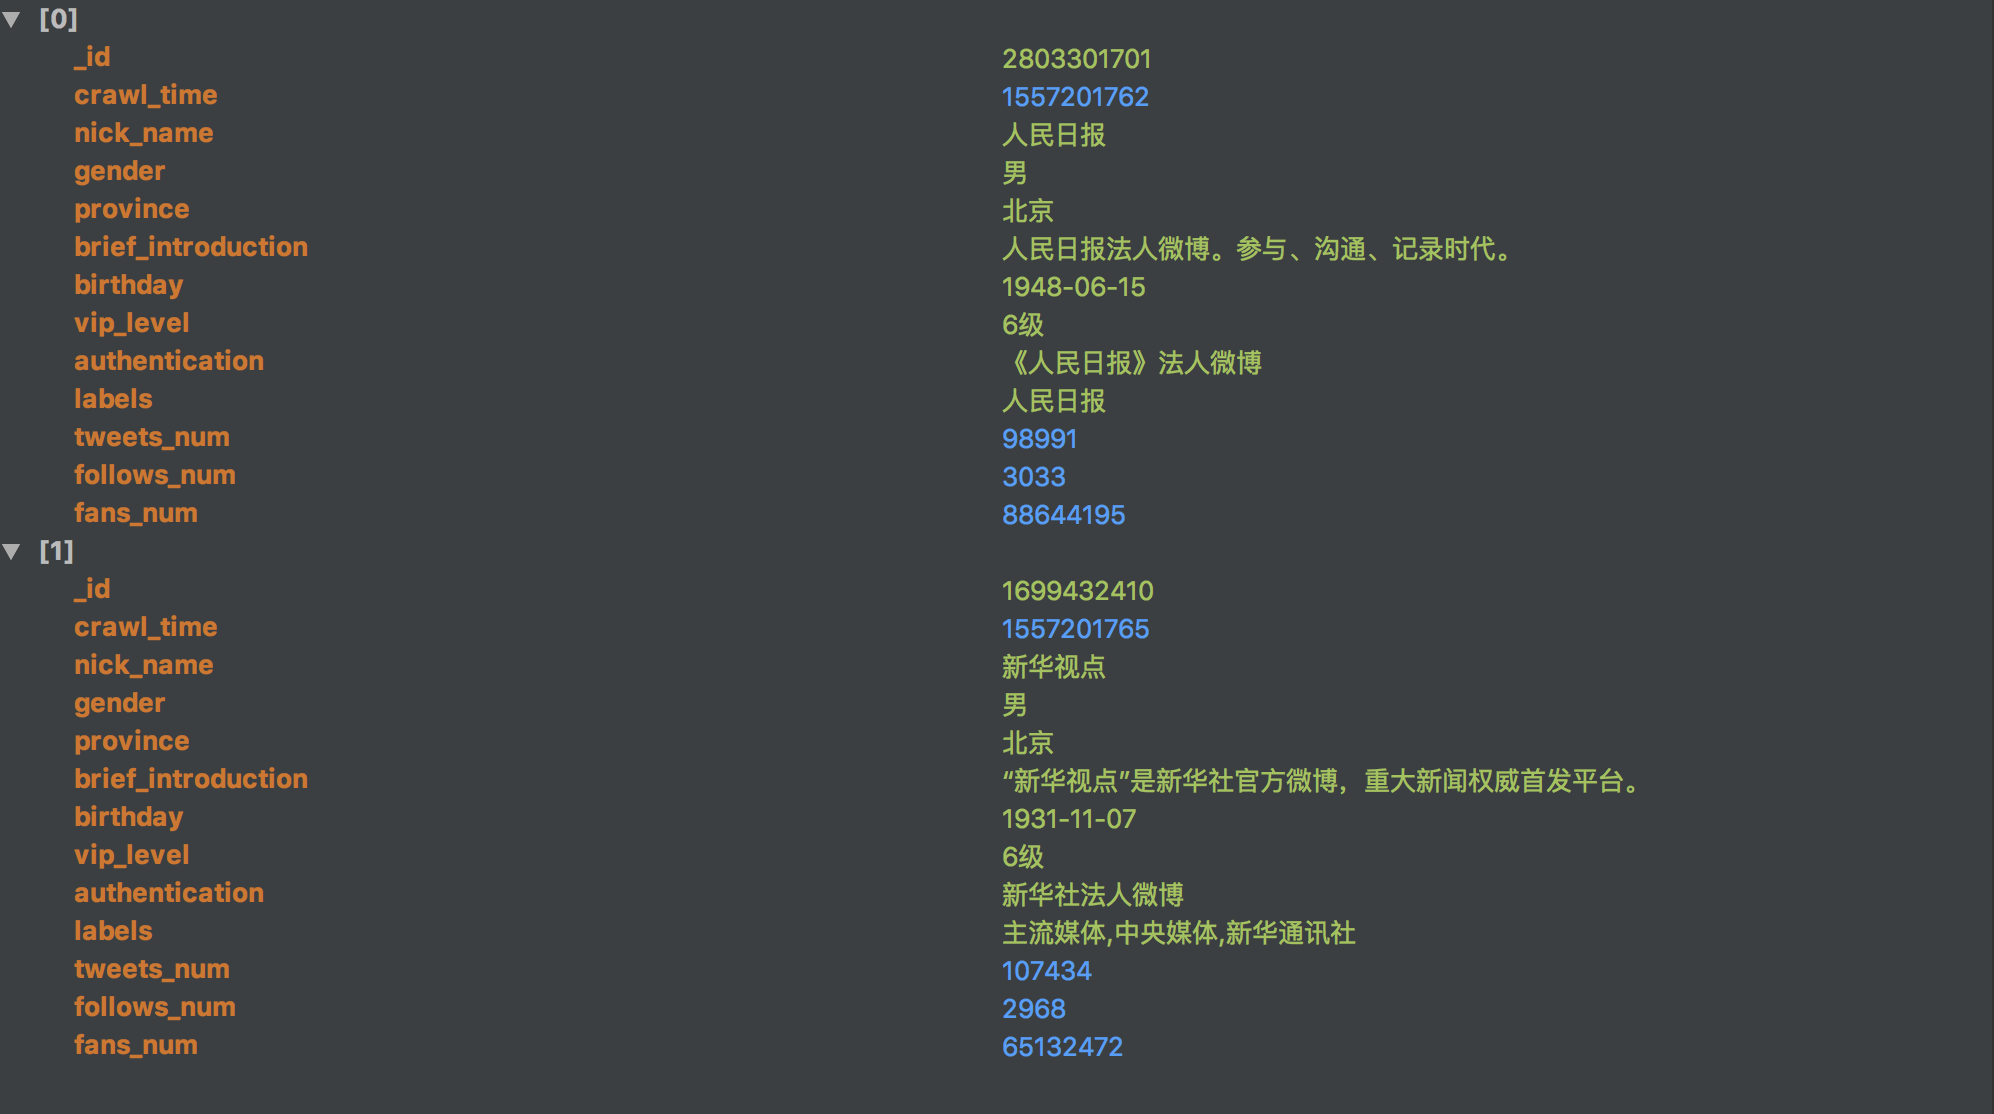 [0]
_id 2803301701
crawl_time 1557201762
nick_name 人民日报
gender 男
province 北京
brief_introduction 人民日报法人微博。参与、沟通、记录时代。
birthday 1948-06-15
vip_level 6级
authentication 《人民日报》法人微博
labels 人民日报
tweets_num 98991
follows_num 3033
fans_num 88644195
[1]
_id 1699432410
crawl_time 1557201765
nick_name 新华视点
gender 男
province 北京
brief_introduction “新华视点”是新华社官方微博，重大新闻权威首发平台。
birthday 1931-11-07
vip_level 6级
authentication 新华社法人微博
labels 主流媒体,中央媒体,新华通讯社
tweets_num 107434
follows_num 2968
fans_num 65132472